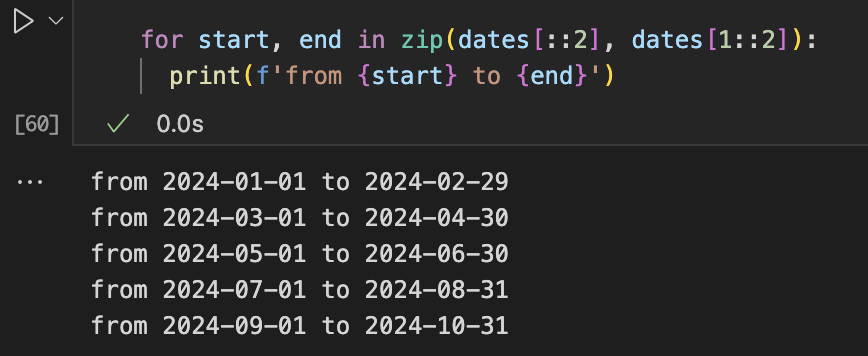 for start, end in zip(dates[::2], dates[1::2]):
print(f'from {start} to {end}')
[60]
0.0s
from 2024-01-01 to 2024-02-29
from 2024-03-01 to 2024-04-30
from 2024-05-01 to 2024-06-30
from 2024-07-01 to 2024-08-31
from 2024-09-01 to 2024-10-31